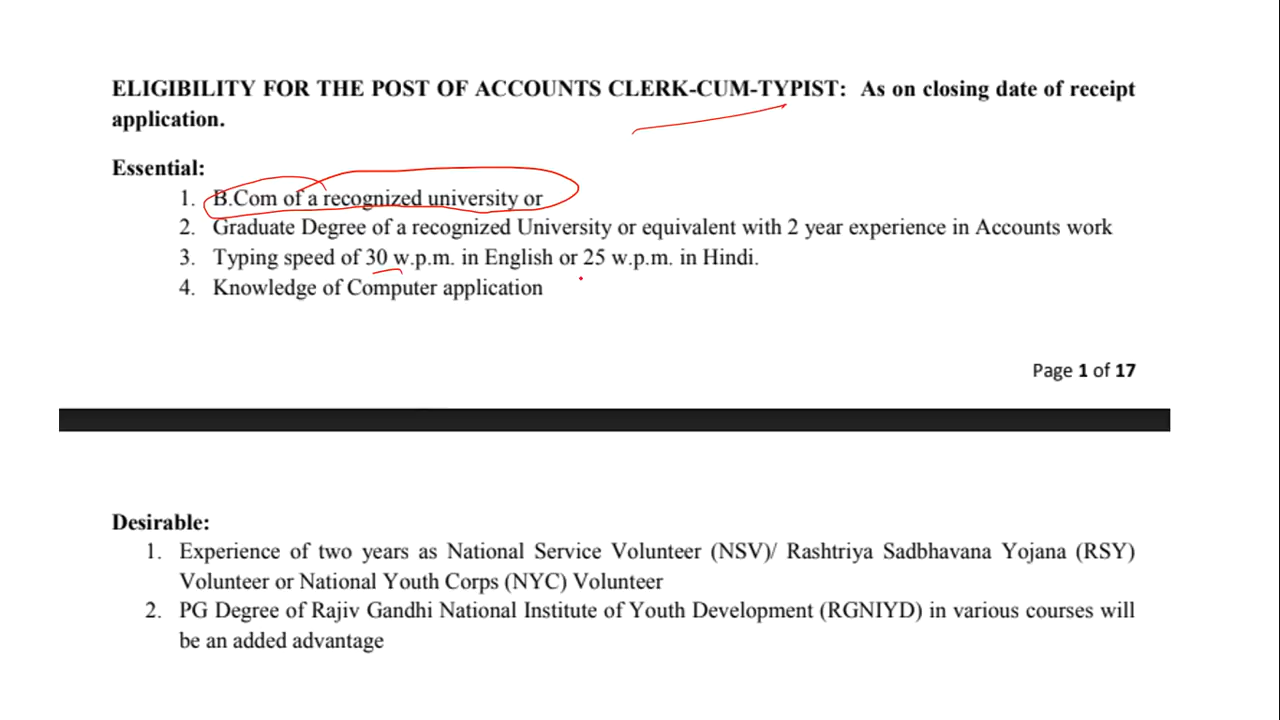 ELIGIBILITY FOR THE POST OF ACCOUNTS CLERK-CUM-TYPIST: As on closing date of receipt
application.
Essential:
1. B.Com of a recognized university or
2. Graduate Degree of a recognized University or equivalent with 2 year experience in Accounts work
3. Typing speed of 30 w.p.m. in English or 25 w.p.m. in Hindi.
4. Knowledge of Computer application
Page 1 of 17
Desirable:
1. Experience of two years as National Service Volunteer (NSV)/ Rashtriya Sadbhavana Yojana (RSY)
Volunteer or National Youth Corps (NYC) Volunteer
2. PG Degree of Rajiv Gandhi National Institute of Youth Development (RGNIYD) in various courses will
be an added advantage